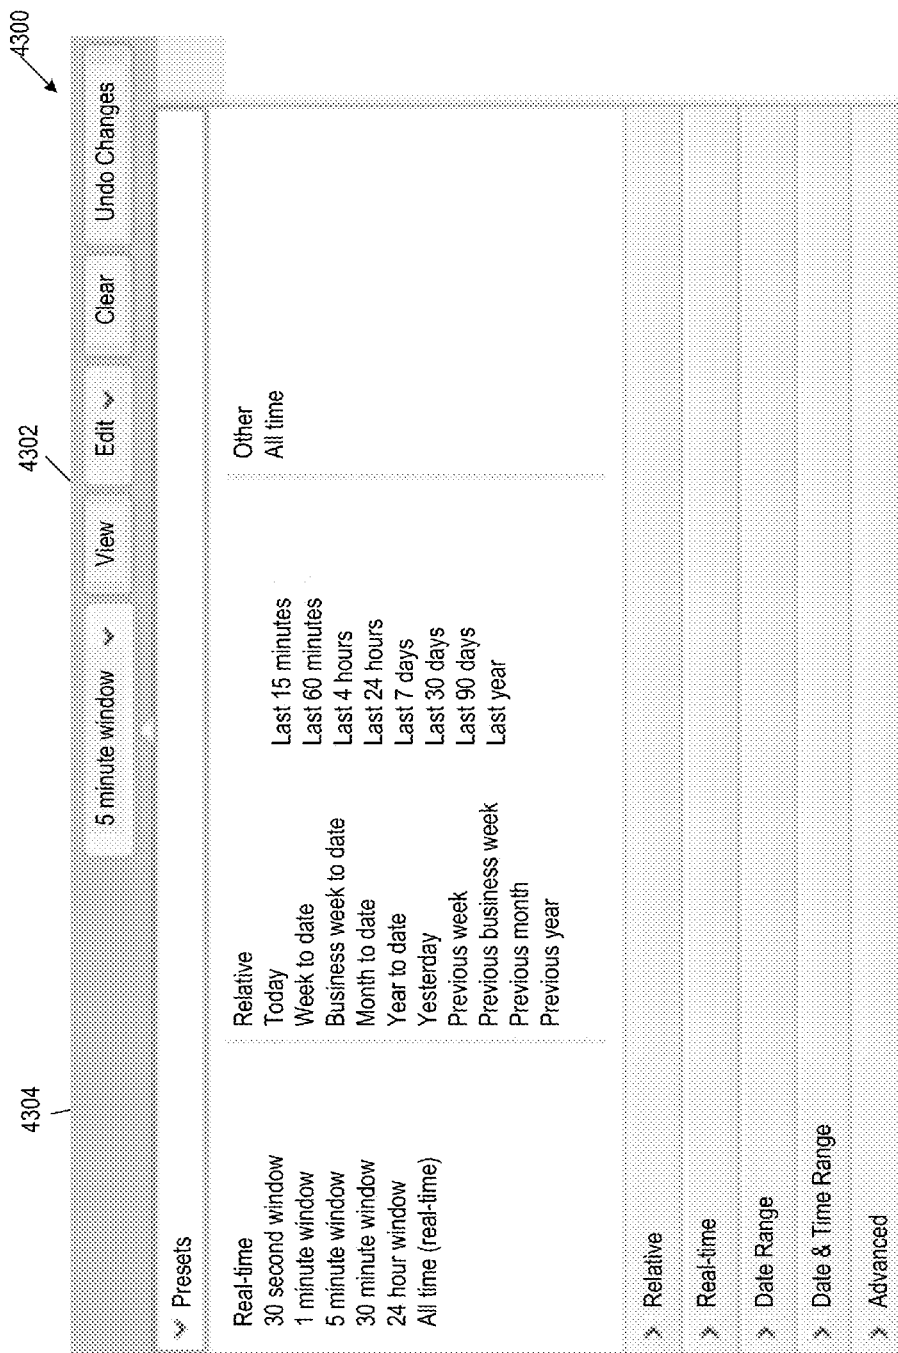 4300
4302
4304
5 minute window
View
Edit
Clear
Undo Changes
Presets
Real-time
30 second window
1 minute window
5 minute window
30 minute window
24 hour window
All time (real-time)
Relative
Today
Week to date
Business week to date
Month to date
Year to date
Yesterday
Previous week
Previous business week
Previous month
Previous year
Last 15 minutes
Last 60 minutes
Last 4 hours
Last 24 hours
Last 7 days
Last 30 days
Last 90 days
Last year
Other
All time
Relative
Real-time
Date Range
Date & Time Range
Advanced